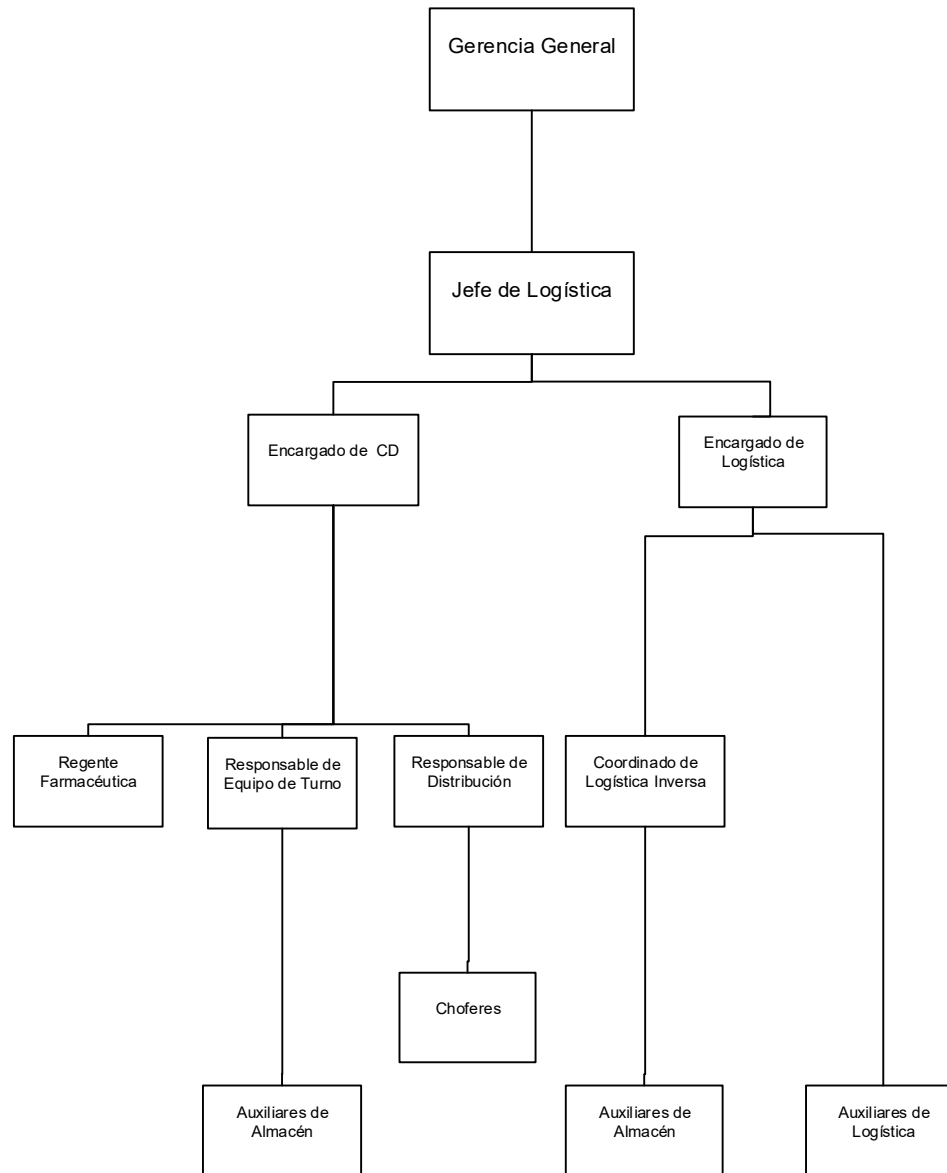 Gerencia General
Jefe de Logística
Encargado de CD
Encargado de
Logística
Regente
Farmacéutica
Responsable de
Equipo de Turno
Responsable de
Distribución
Coordinado de
Logística Inversa
Choferes
Auxiliares de
Almacén
Auxiliares de
Almacén
Auxiliares de
Logística